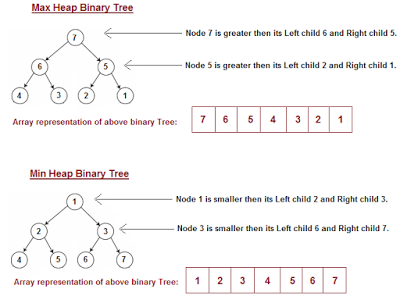 Max Heap Binary Tree
7
Node 7 is greater then its Left child 6 and Right child 5.
6 5
Node 5 is greater then its Left child 2 and Right child 1.
4 3 2 1
Array representation of above binary Tree: 7 6 5 4 3 2 1
Min Heap Binary Tree
1
Node 1 is smaller then its Left child 2 and Right child 3.
2 3
Node 3 is smaller then its Left child 6 and Right child 7.
4 5 6 7
Array representation of above binary Tree: 1 2 3 4 5 6 7